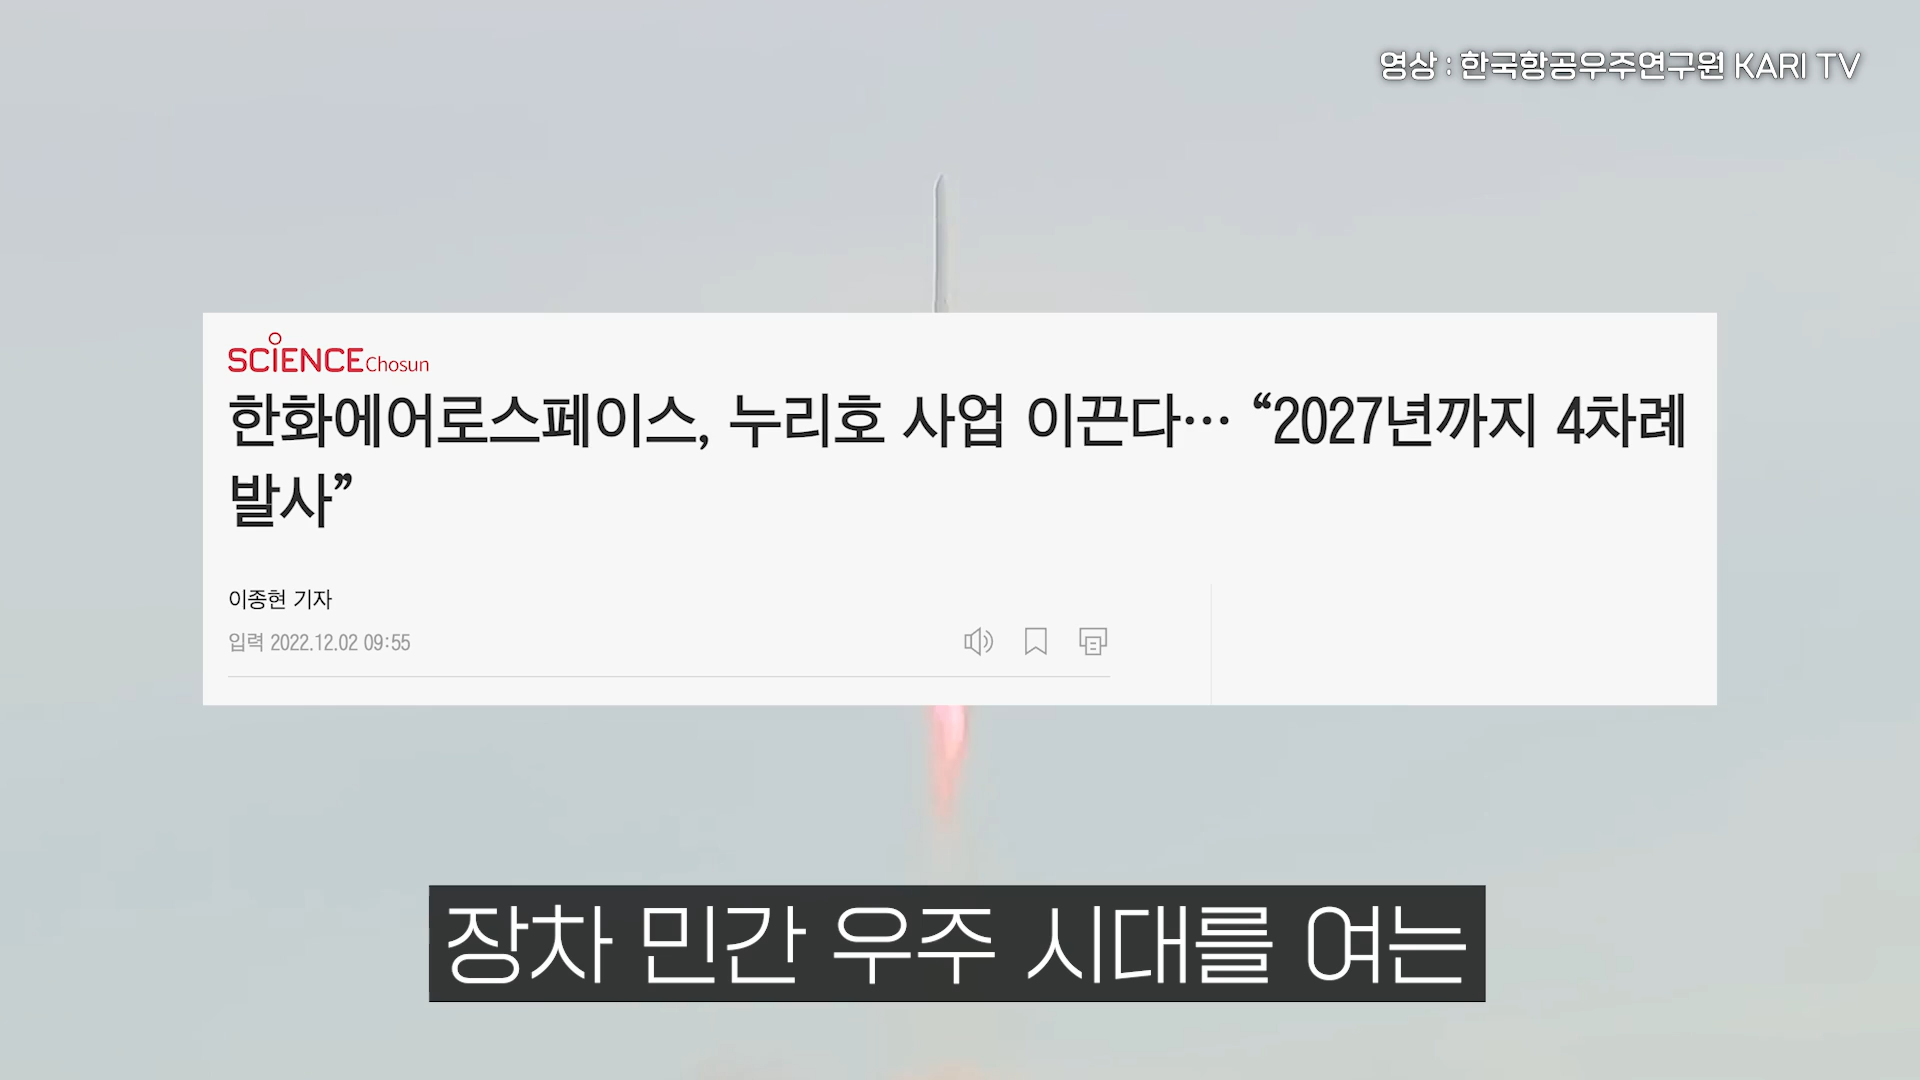 영상 : 한국항공우주연구원 KARI TV
SCIENCE Chosun
한화에어로스페이스, 누리호 사업 이끈다… “2027년까지 4차례
발사”
이종현 기자
입력 2022.12.02 09:55
장차 민간 우주 시대를 여는